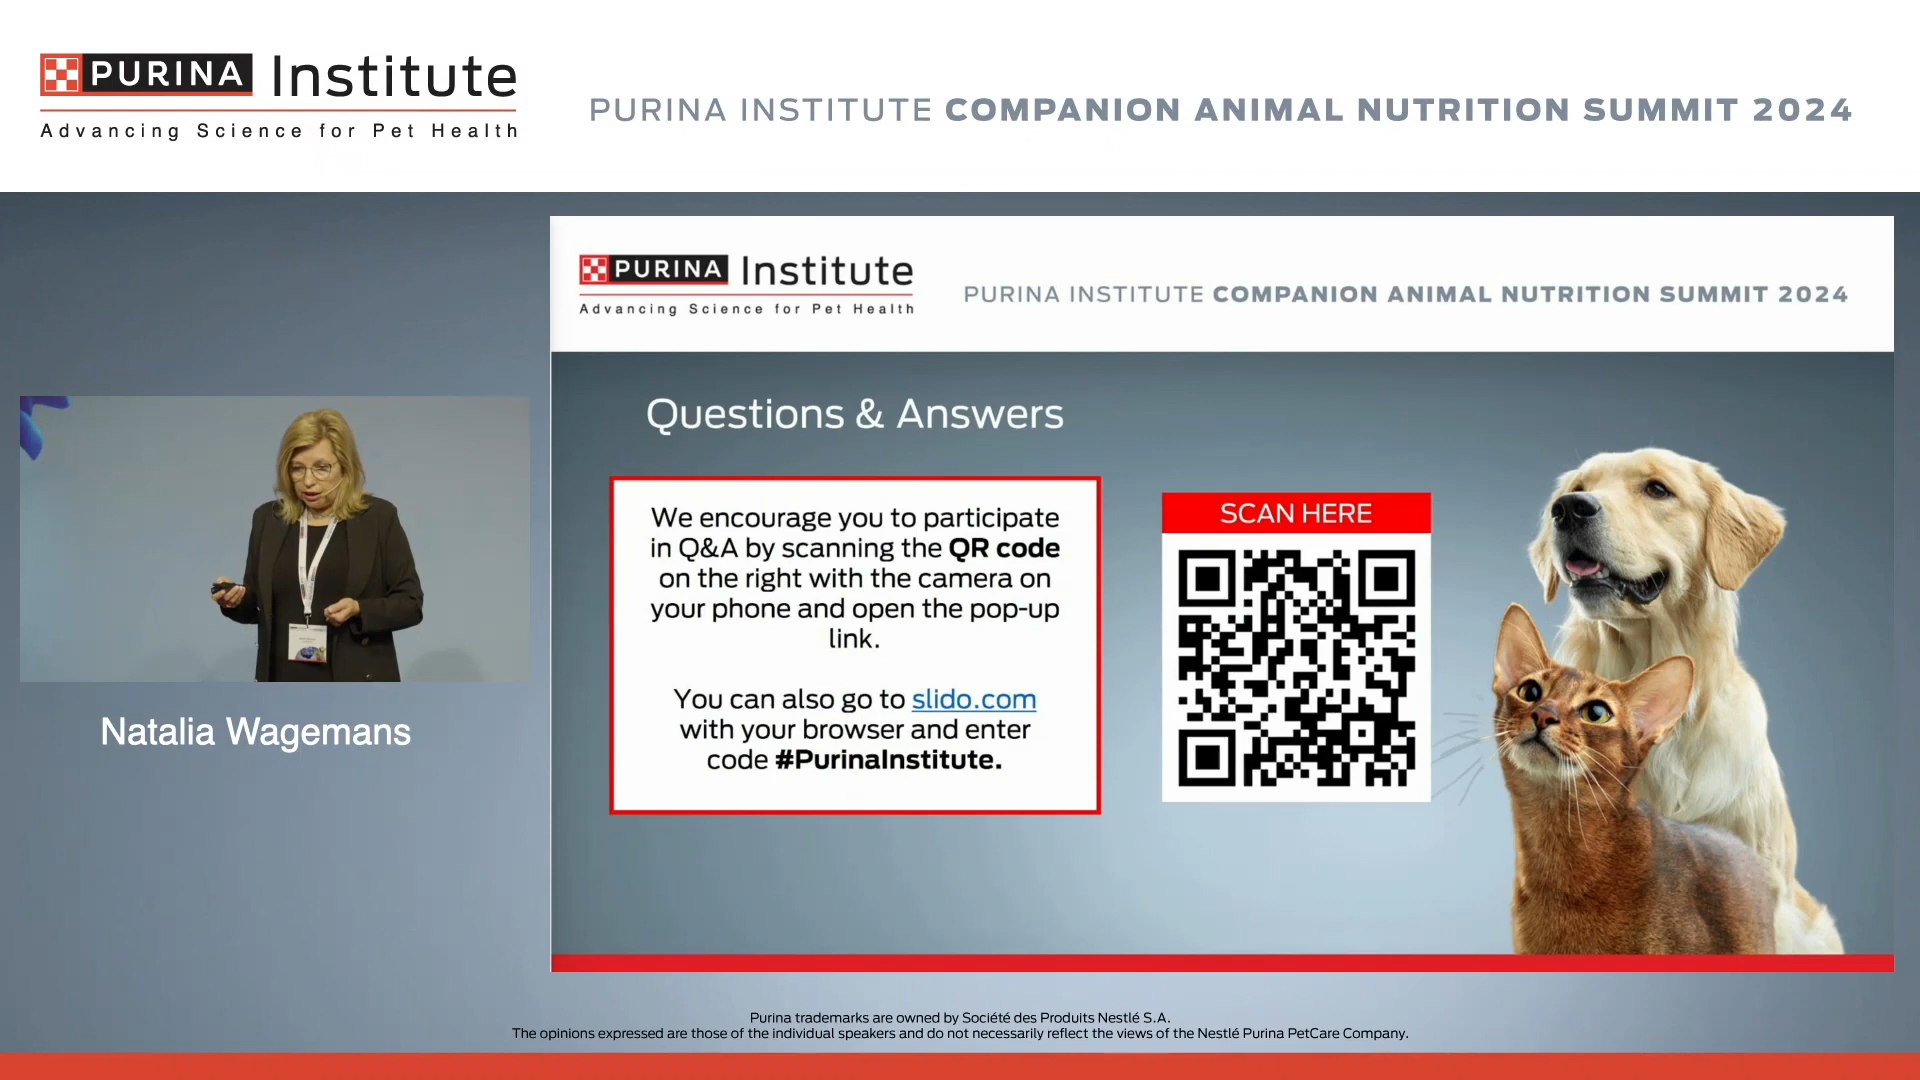 PURINA Institute
Advancing Science for Pet Health
PURINA INSTITUTE COMPANION ANIMAL NUTRITION SUMMIT 2024
PURINA Institute
Advancing Science for Pet Health
PURINA INSTITUTE COMPANION ANIMAL NUTRITION SUMMIT 2024
Questions & Answers
We encourage you to participate
in Q&A by scanning the QR code
on the right with the camera on
your phone and open the pop-up
link.
You can also go to slido.com
with your browser and enter
code #PurinaInstitute.
SCAN HERE
Natalia Wagemans
Purina trademarks are owned by Société des Produits Nestlé S.A.
The opinions expressed are those of the individual speakers and do not necessarily reflect the views of the Nestlé Purina PetCare Company.